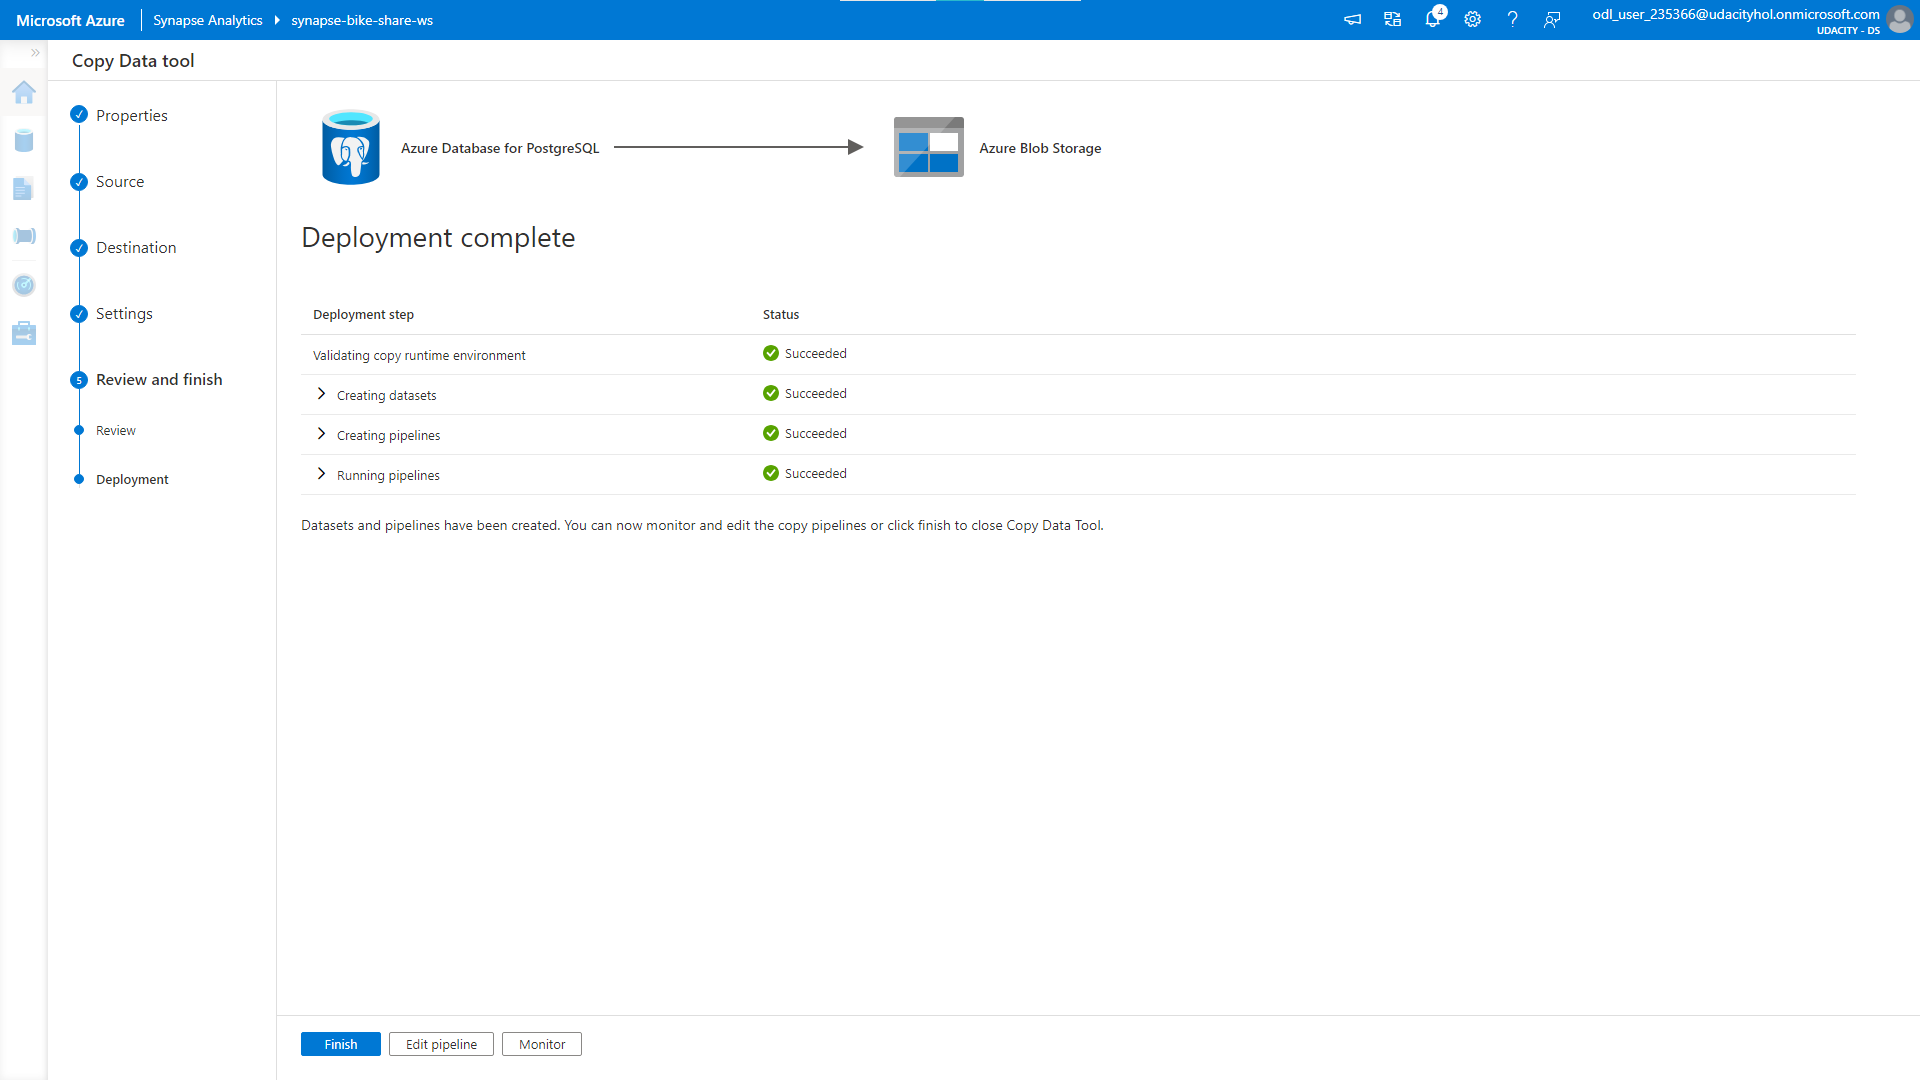 Microsoft Azure
Synapse Analytics
synapse-bike-share-ws
4
odl_user_235366@udacityhol.onmicrosoft.com
UDACITY - DS
Copy Data tool
Properties
Source
Destination
Settings
5
Review and finish
Review
Deployment
Azure Database for PostgreSQL
Azure Blob Storage
Deployment complete
Deployment step Status
Validating copy runtime environment Succeeded
Creating datasets Succeeded
Creating pipelines Succeeded
Running pipelines Succeeded
Datasets and pipelines have been created. You can now monitor and edit the copy pipelines or click finish to close Copy Data Tool.
Finish
Edit pipeline
Monitor